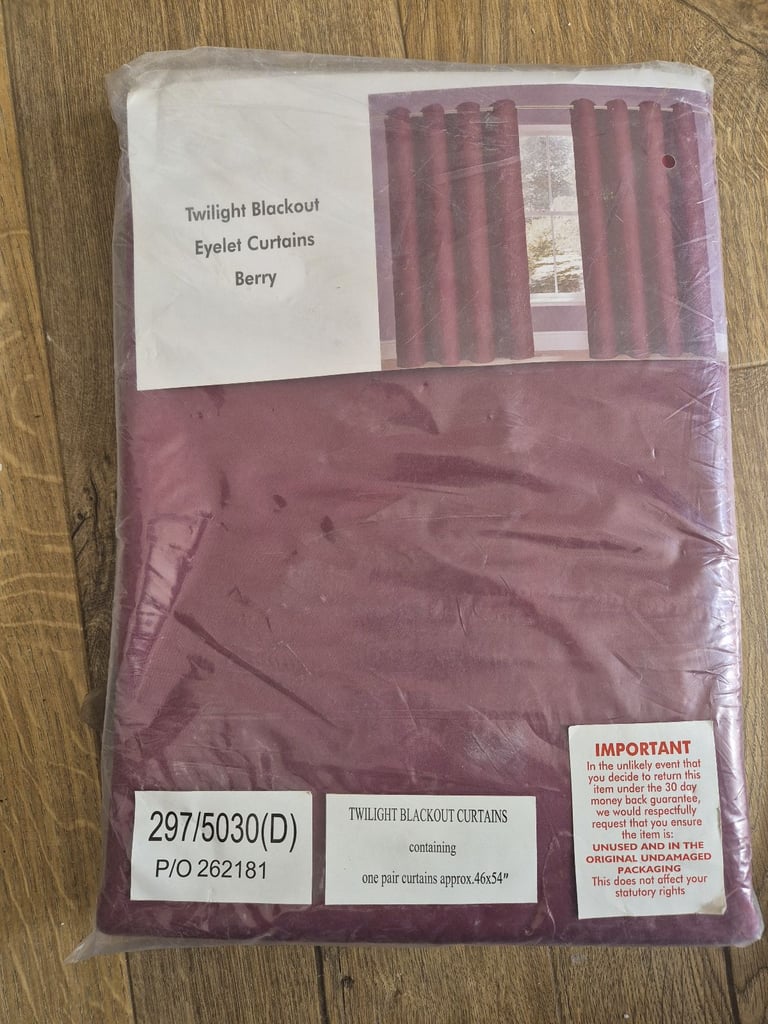 Twilight Blackout
Eyelet Curtains
Berry
297/5030(D)
P/O 262181
TWILIGHT BLACKOUT CURTAINS
containing
one pair curtains approx.46x54"
IMPORTANT
In the unlikely event that
you decide to return this
item under the 30 day
money back guarantee,
we would respectfully
request that you ensure
the item is:
UNUSED AND IN THE
ORIGINAL UNDAMAGED
PACKAGING
This does not affect your
statutory rights